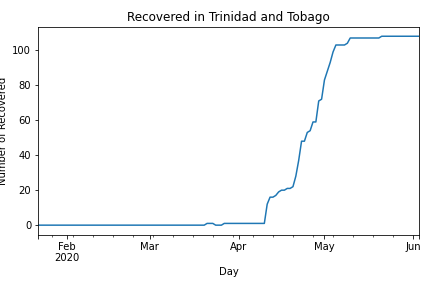 Recovered in Trinidad and Tobago
Number of Recovered
100
80
60
40
20
0
Feb
2020
Mar
Apr
May
Jun
Day